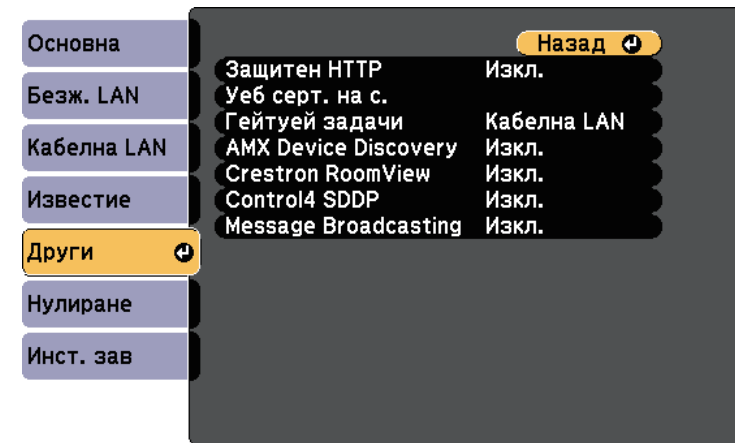 Основна
Безж. LAN
Кабелна LAN
Известие
Други
Нулиране
Инст. зав
Назад
Защитен HTTP Изкл.
Уеб серт. на с.
Гейтуей задачи Кабелна LAN
AMX Device Discovery Изкл.
Crestron RoomView Изкл.
Control4 SDDP Изкл.
Message Broadcasting Изкл.